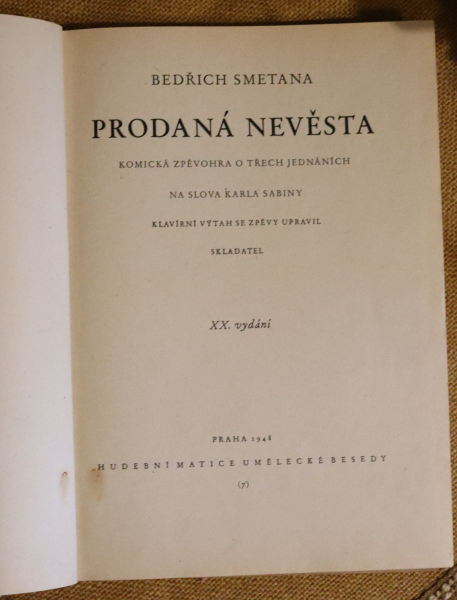 BEDŘICH SMETANA
PRODANÁ NEVĚSTA
KOMICKÁ ZPĚVOHRA O TŘECH JEDNÁNÍCH
NA SLOVA KARLA SABINY
KLAVÍRNÍ VÝTAH SE ZPĚVY UPRAVIL
SKLADATEL
XX. vydání
PRAHA 1948
HUDEBNÍ MATICE UMĚLECKÉ BESEDY
(7)